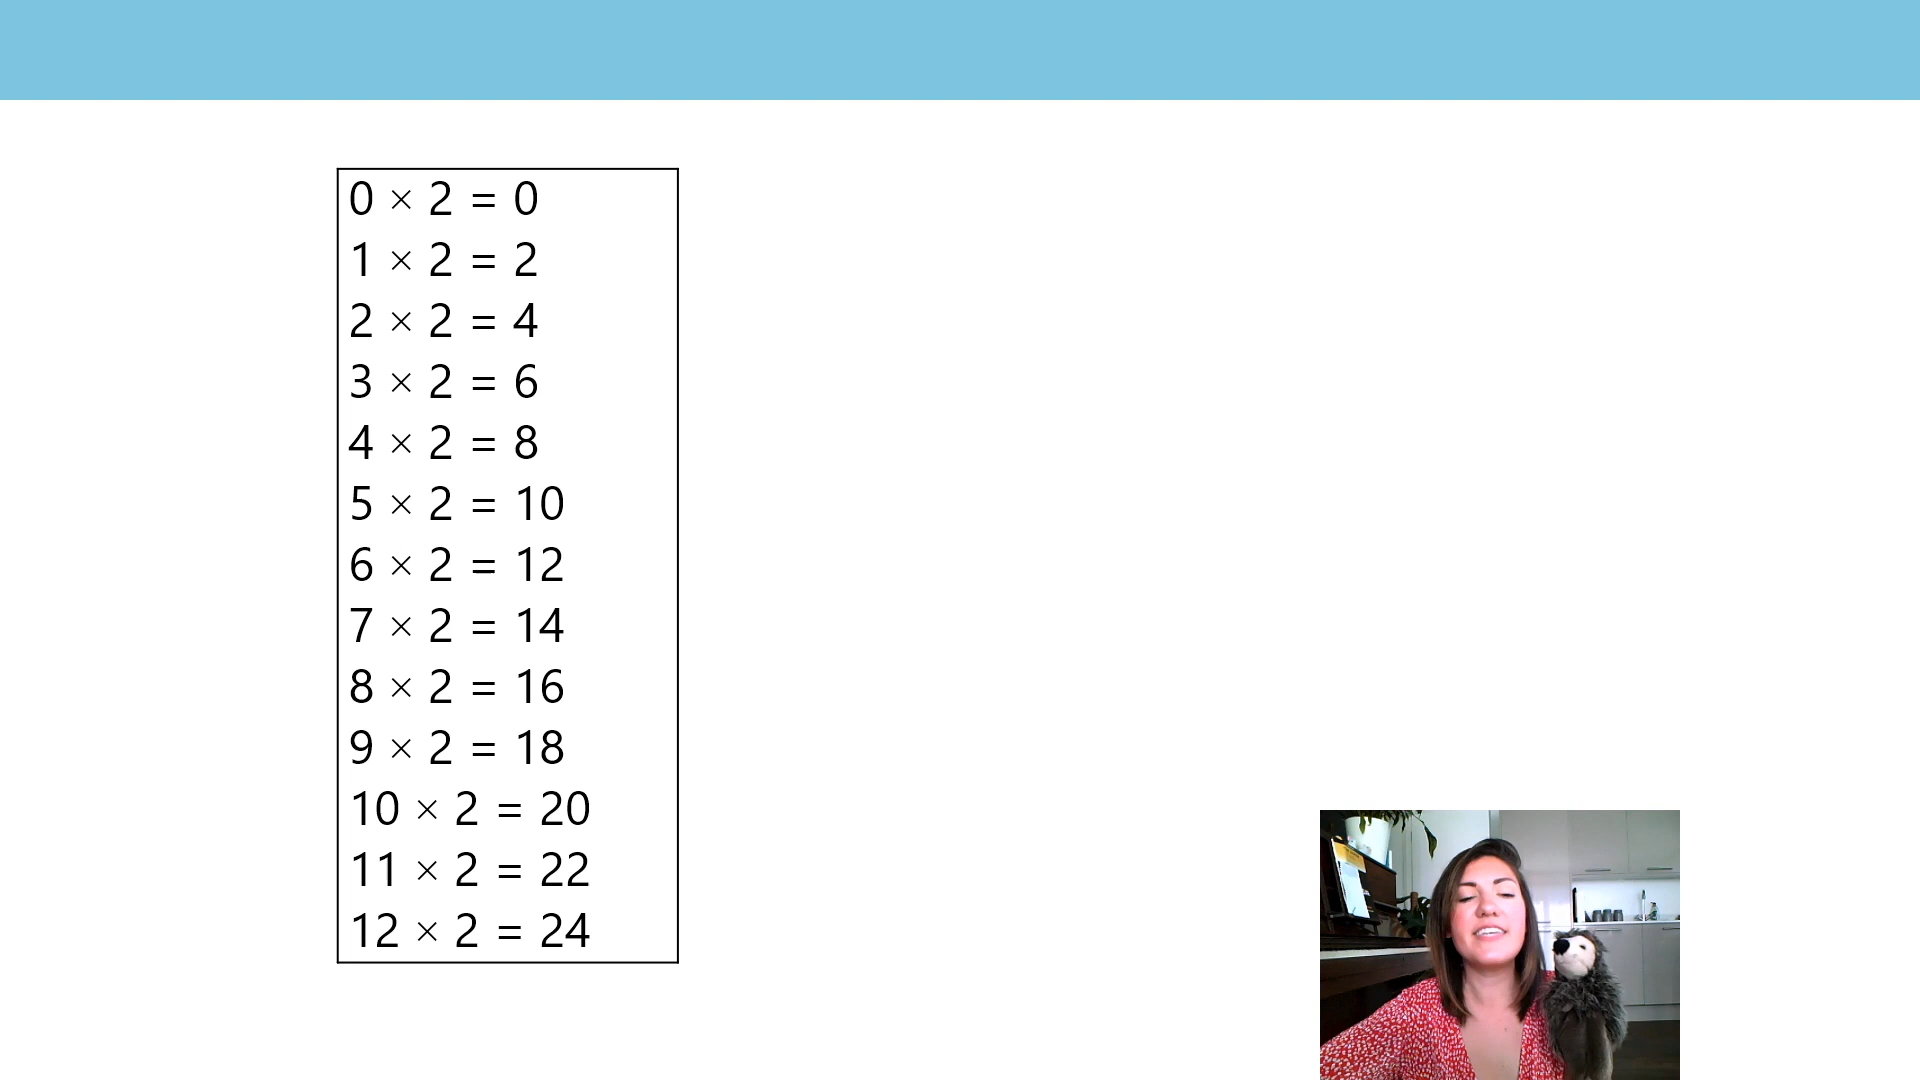 0 × 2 = 0
1 × 2 = 2
2 × 2 = 4
3 × 2 = 6
4 × 2 = 8
5 × 2 = 10
6 × 2 = 12
7 × 2 = 14
8 × 2 = 16
9 × 2 = 18
10 × 2 = 20
11 × 2 = 22
12 × 2 = 24